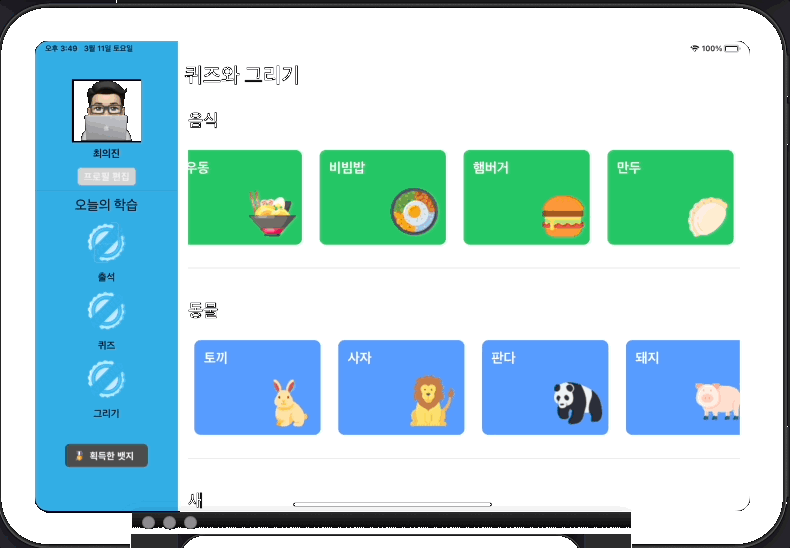 오후 3:49 3월 11일 토요일
100%
최의진
프로필 편집
오늘의 학습
출석
퀴즈
그리기
획득한 뱃지
퀴즈와 그리기
음식
우동
비빔밥
햄버거
만두
동물
토끼
사자
판다
돼지
새